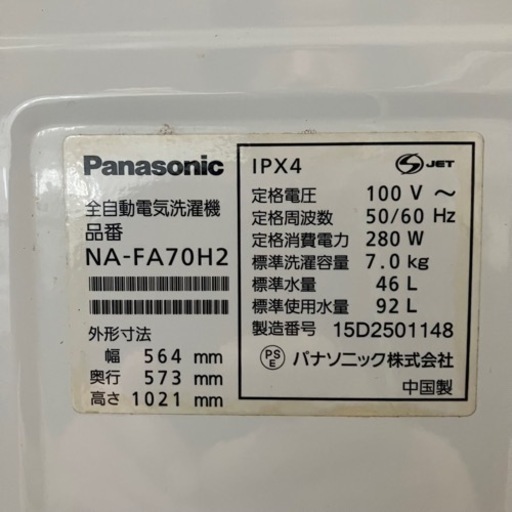 Panasonic
全自動電気洗濯機
品番
NA-FA70H2
外形寸法
幅 564 mm
奥行 573 mm
高さ 1021 mm
IPX4
S JET
定格電圧 100 V ～
定格周波数 50/60 Hz
定格消費電力 280 W
標準洗濯容量 7.0 kg
標準水量 46 L
標準使用水量 92 L
製造番号 15D2501148
PS E パナソニック株式会社
中国製